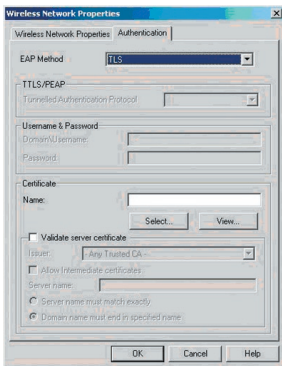 Wireless Network Properties
Wireless Network Properties Authentication
EAP Method TLS
TTLS/PEAP
Tunnelled Authentication Protocol
Username & Password
Domain\Username:
Password:
Certificate
Name:
Select... View...
Validate server certificate
Issuer: - Any Trusted CA -
Allow Intermediate certificates
Server name:
Server name must match exactly
Domain name must end in specified name
OK Cancel Help